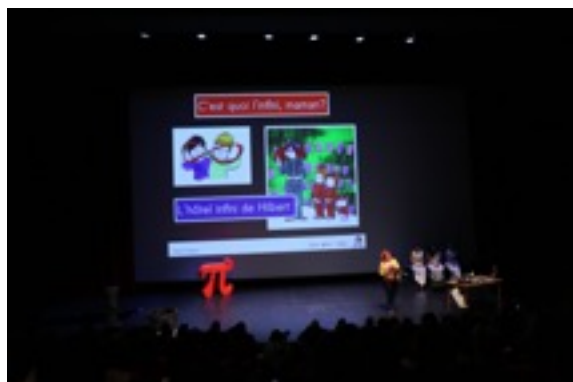 C'est quoi l'infini, maman?
L'hôtel infini de Hilbert
π